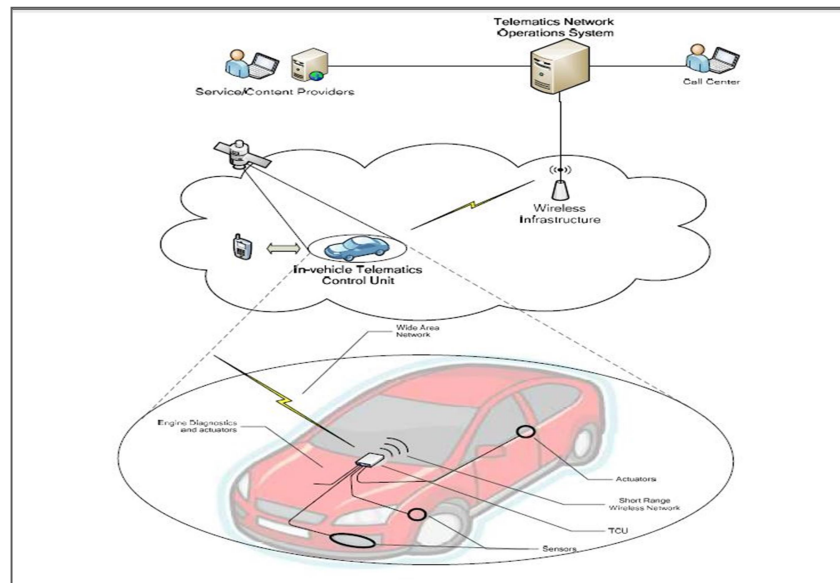 Telematics Network
Operations System
Service/Content Providers
Call Center
Wireless
Infrastructure
In-vehicle Telematics
Control Unit
Wide Area
Network
Engine Diagnostics
and actuators
Actuators
Short Range
Wireless Network
TCU
Sensors